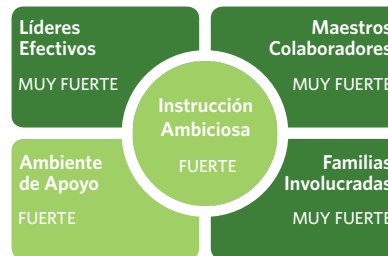 Líderes
Efectivos
MUY FUERTE
Maestros
Colaboradores
MUY FUERTE
Instrucción
Ambiciosa
FUERTE
Ambiente
de Apoyo
FUERTE
Familias
Involucradas
MUY FUERTE